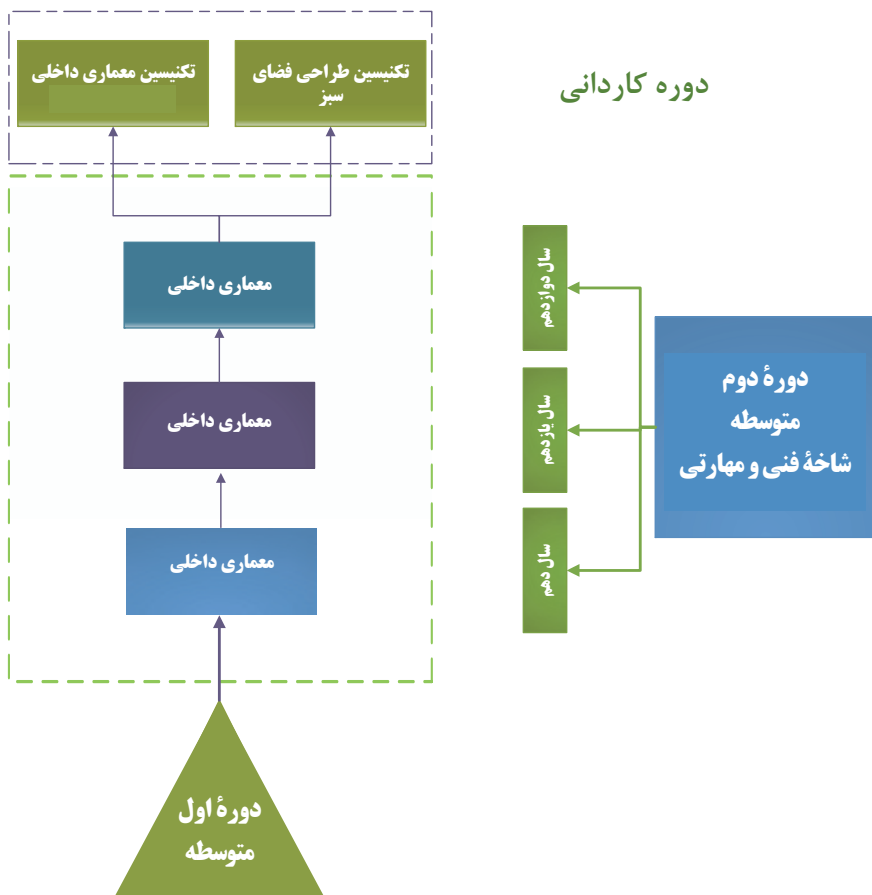 تکنیسین طراحی فضای
سبز
تکنیسین معماری داخلی
دوره کاردانی
معماری داخلی
سال دوازدهم
معماری داخلی
سال یازدهم
دورهٔ دوم
متوسطه
شاخهٔ فنی و مهارتی
معماری داخلی
سال دهم
دورهٔ اول
متوسطه